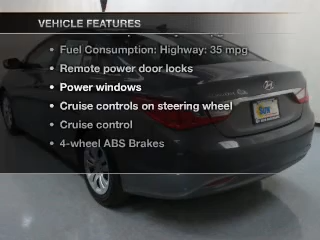 VEHICLE FEATURES
Fuel Consumption: Highway: 35 mpg
Remote power door locks
Power windows
Cruise controls on steering wheel
Cruise control
4-wheel ABS Brakes